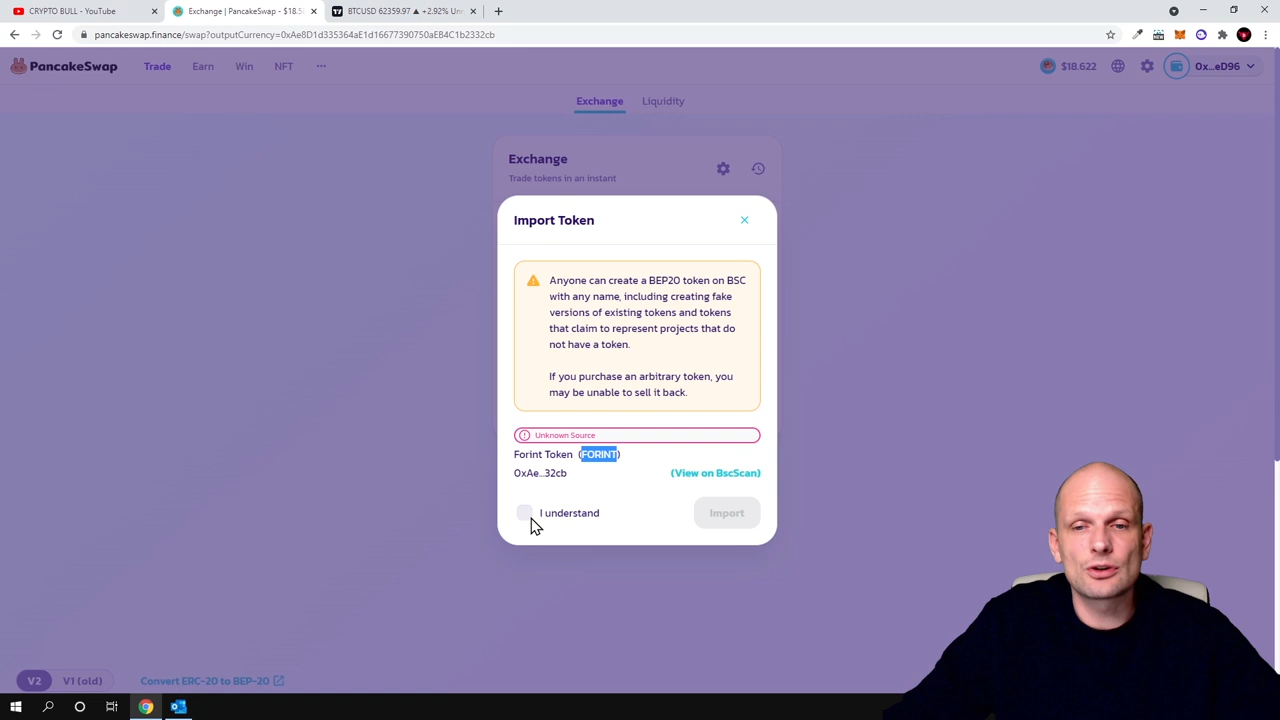 CRYPTO BULL - YouTube
Exchange | PancakeSwap - $18.5
BTCUSD 62359.97 ▲ +2.92% Un
pancakeswap.finance/swap?outputCurrency=0xAe8D1d335364aE1d16677390750aEB4C1b2332cb
PancakeSwap
Trade
Earn
Win
NFT
$18.622
0x...eD96
Exchange
Liquidity
Exchange
Trade tokens in an instant
Import Token
Anyone can create a BEP20 token on BSC
with any name, including creating fake
versions of existing tokens and tokens
that claim to represent projects that do
not have a token.
If you purchase an arbitrary token, you
may be unable to sell it back.
Unknown Source
Forint Token (FORINT)
0xAe...32cb
(View on BscScan)
I understand
Import
V2
V1 (old)
Convert ERC-20 to BEP-20